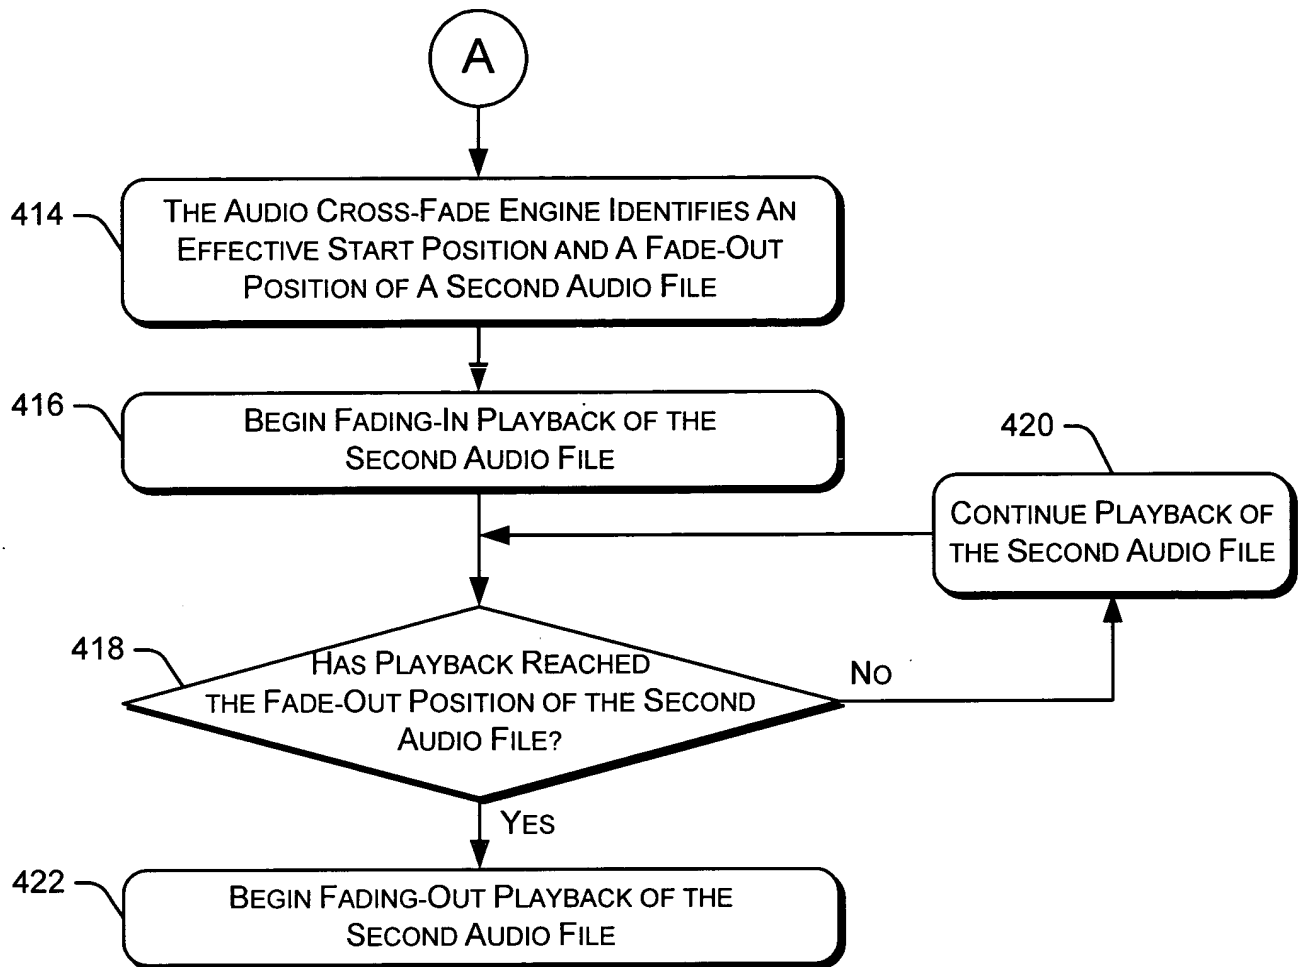 A
414
THE AUDIO CROSS-FADE ENGINE IDENTIFIES AN
EFFECTIVE START POSITION AND A FADE-OUT
POSITION OF A SECOND AUDIO FILE
416
BEGIN FADING-IN PLAYBACK OF THE
SECOND AUDIO FILE
420
CONTINUE PLAYBACK OF
THE SECOND AUDIO FILE
418
HAS PLAYBACK REACHED
THE FADE-OUT POSITION OF THE SECOND
AUDIO FILE?
NO
YES
422
BEGIN FADING-OUT PLAYBACK OF THE
SECOND AUDIO FILE